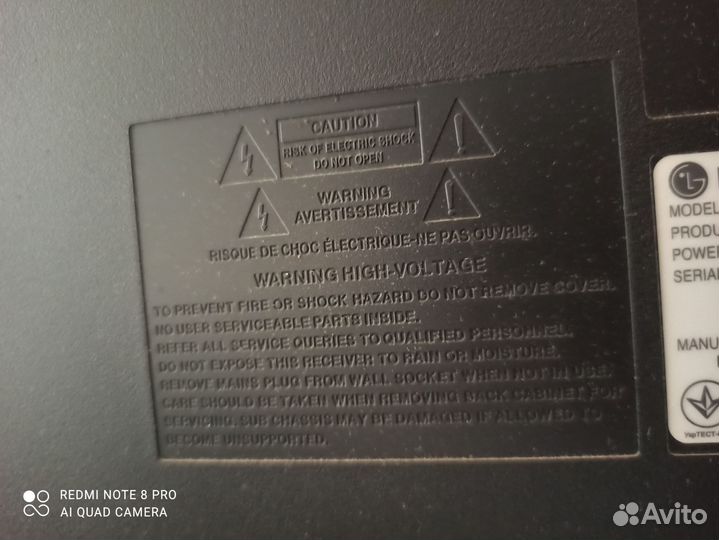 CAUTION
RISK OF ELECTRIC SHOCK
DO NOT OPEN
WARNING
AVERTISSEMENT
RISQUE DE CHOC ÉLECTRIQUE-NE PAS OUVRIR.
WARNING HIGH-VOLTAGE
TO PREVENT FIRE OR SHOCK HAZARD DO NOT REMOVE COVER.
NO USER SERVICEABLE PARTS INSIDE.
REFER ALL SERVICE QUERIES TO QUALIFIED PERSONNEL.
DO NOT EXPOSE THIS RECEIVER TO RAIN OR MOISTURE.
REMOVE MAINS PLUG FROM WALL SOCKET WHEN NOT IN USE.
CARE SHOULD BE TAKEN WHEN REMOVING BACK CABINET FOR
SERVICING. SUB CHASSIS MAY BE DAMAGED IF ALLOWED TO
BECOME UNSUPPORTED.
LG
MODEL
PRODU
POWER
SERIAL
MANU
УкрТЕСТ-
REDMI NOTE 8 PRO
AI QUAD CAMERA
Avito